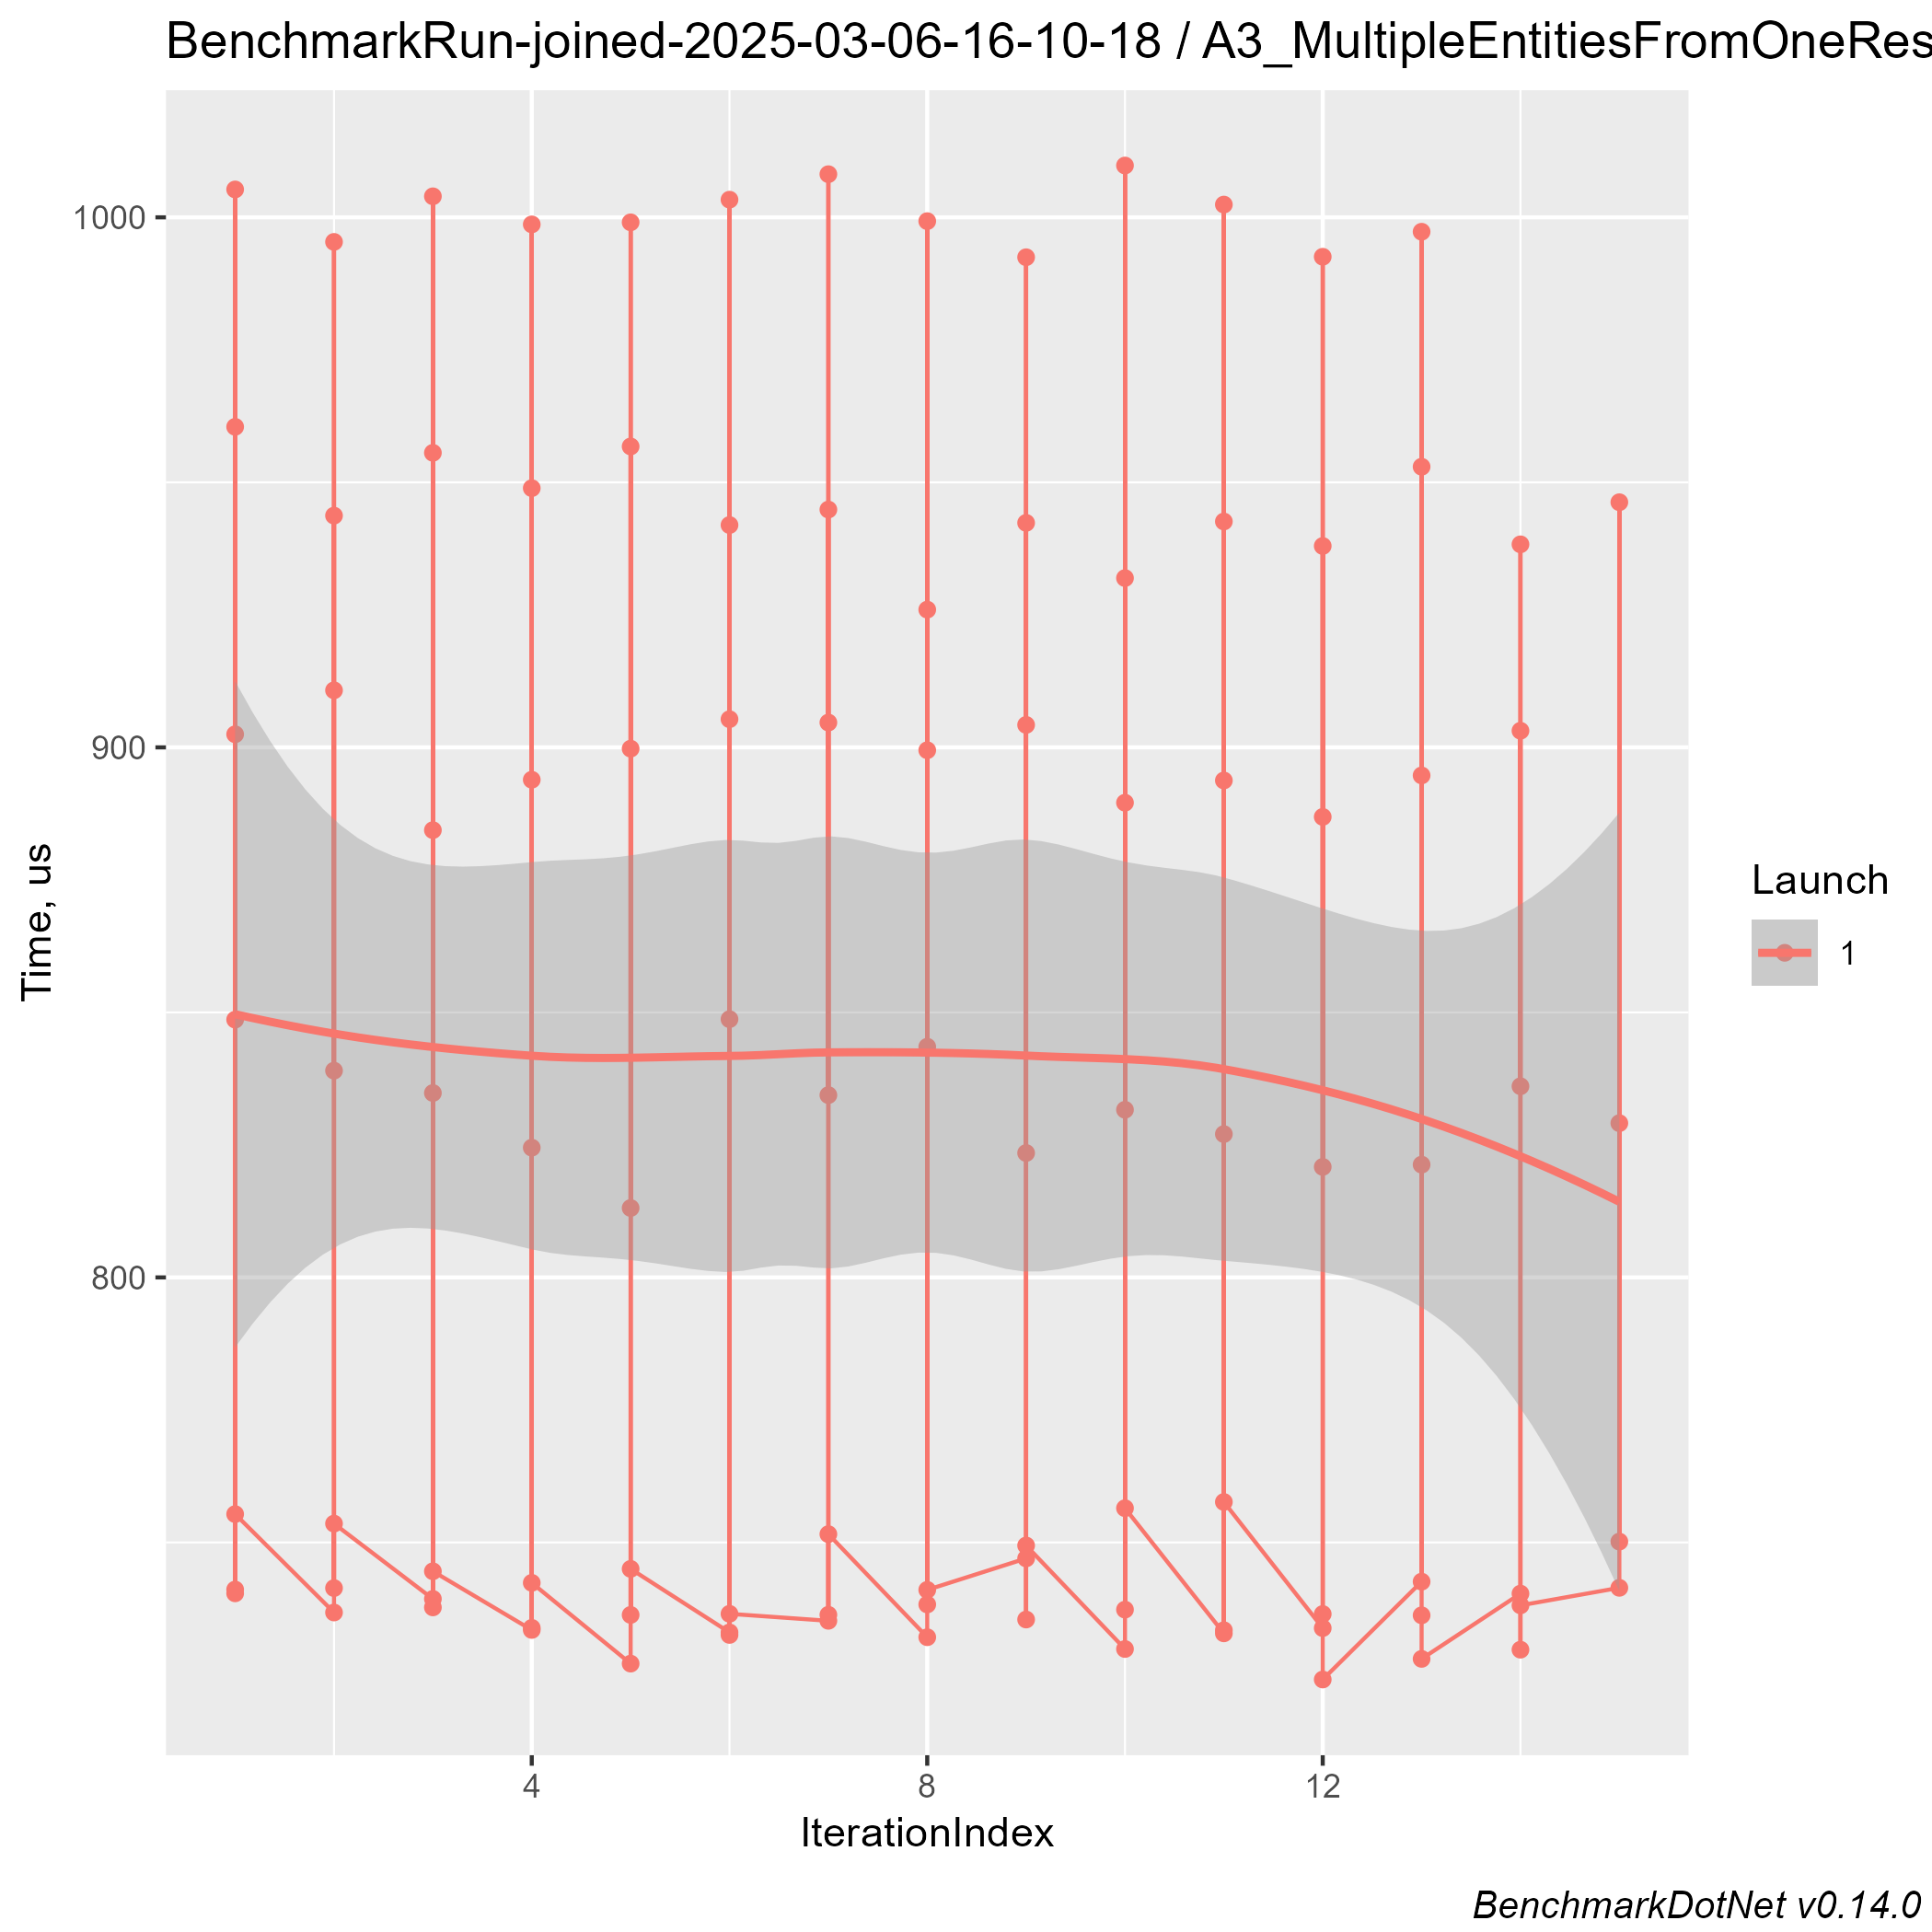 BenchmarkRun-joined-2025-03-06-16-10-18 / A3_MultipleEntitiesFromOneRes
1000
900
800
Time, us
4
8
12
IterationIndex
Launch
1
BenchmarkDotNet v0.14.0